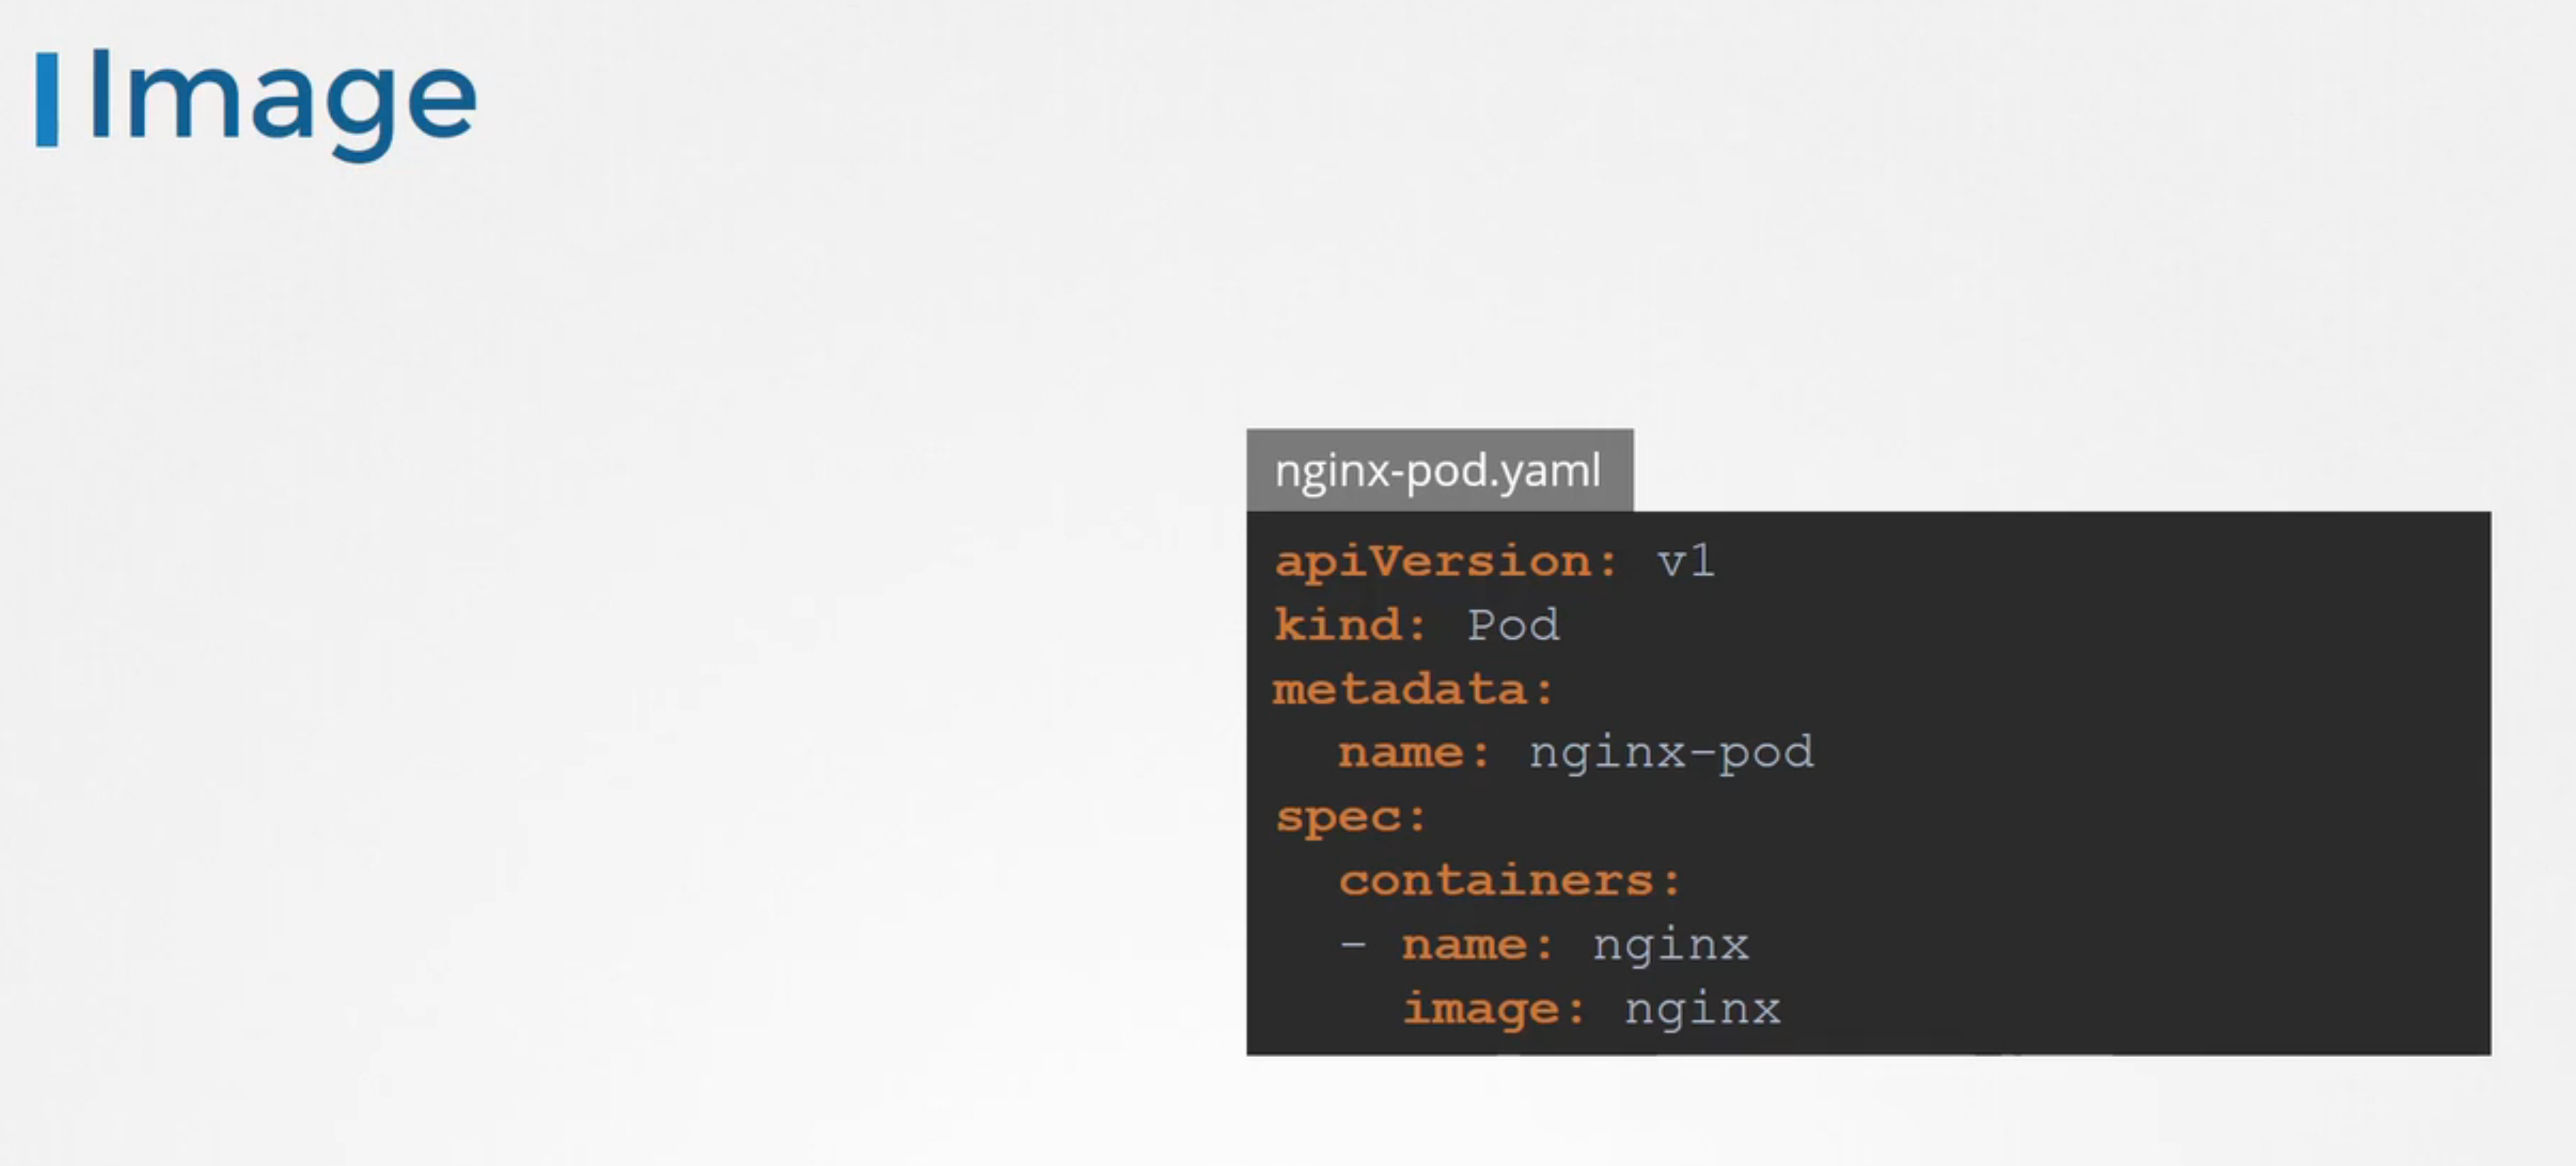 Image
nginx-pod.yaml
apiVersion: v1
kind: Pod
metadata:
  name: nginx-pod
spec:
  containers:
  - name: nginx
    image: nginx